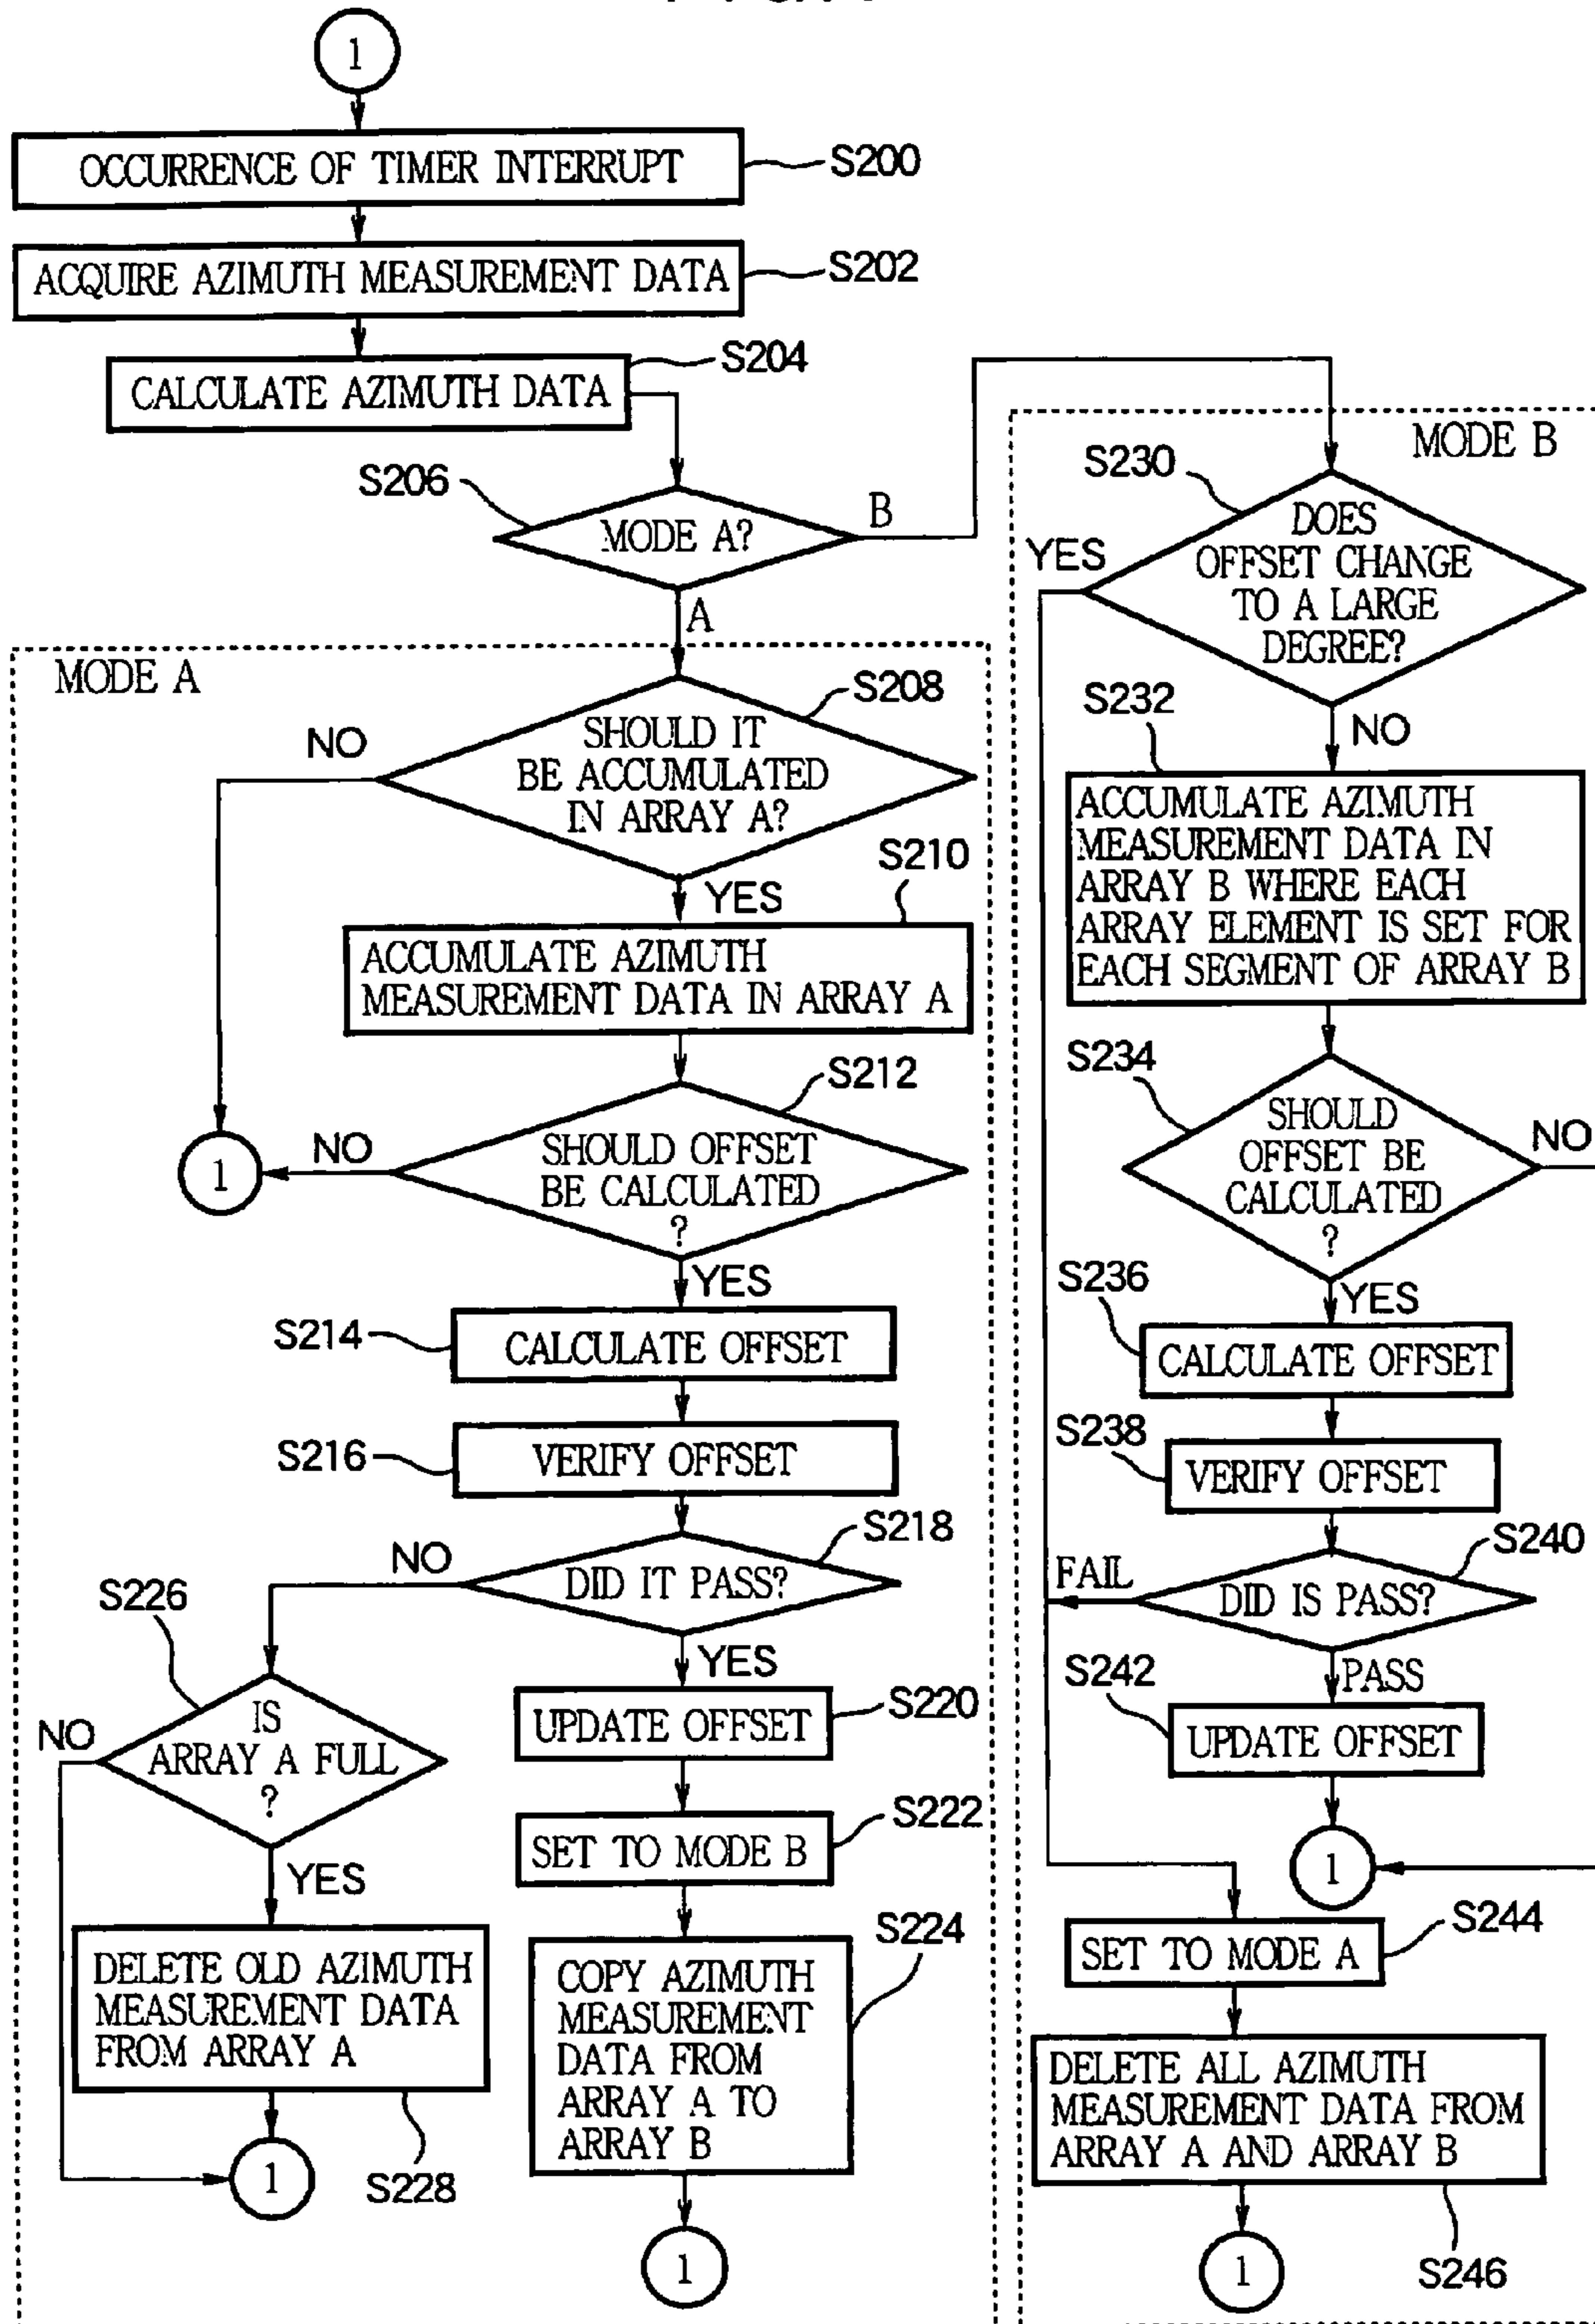 1
OCCURRENCE OF TIMER INTERRUPT
S200
ACQUIRE AZIMUTH MEASUREMENT DATA
S202
CALCULATE AZIMUTH DATA
S204
S206
MODE A?
B
A
MODE A
S208
SHOULD IT
BE ACCUMULATED
IN ARRAY A?
NO
YES
S210
ACCUMULATE AZIMUTH
MEASUREMENT DATA IN ARRAY A
S212
SHOULD OFFSET
BE CALCULATED
?
NO
1
YES
S214
CALCULATE OFFSET
S216
VERIFY OFFSET
S218
DID IT PASS?
NO
YES
S226
IS
ARRAY A FULL
?
NO
YES
DELETE OLD AZIMUTH
MEASUREMENT DATA
FROM ARRAY A
S228
1
UPDATE OFFSET
S220
SET TO MODE B
S222
COPY AZIMUTH
MEASUREMENT
DATA FROM
ARRAY A TO
ARRAY B
S224
1
MODE B
S230
DOES
OFFSET CHANGE
TO A LARGE
DEGREE?
YES
NO
S232
ACCUMULATE AZIMUTH
MEASUREMENT DATA IN
ARRAY B WHERE EACH
ARRAY ELEMENT IS SET FOR
EACH SEGMENT OF ARRAY B
S234
SHOULD
OFFSET BE
CALCULATED
?
NO
YES
S236
CALCULATE OFFSET
S238
VERIFY OFFSET
S240
DID IS PASS?
FAIL
PASS
S242
UPDATE OFFSET
1
S244
SET TO MODE A
DELETE ALL AZIMUTH
MEASUREMENT DATA FROM
ARRAY A AND ARRAY B
S246
1